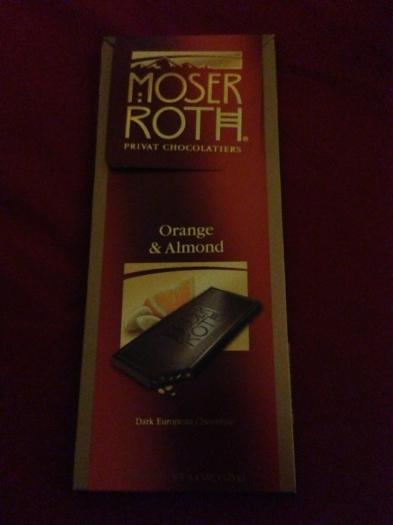 MOSER
ROTH®
PRIVAT CHOCOLATIERS
Orange
& Almond
MOSER
ROTH
Dark European Chocolate